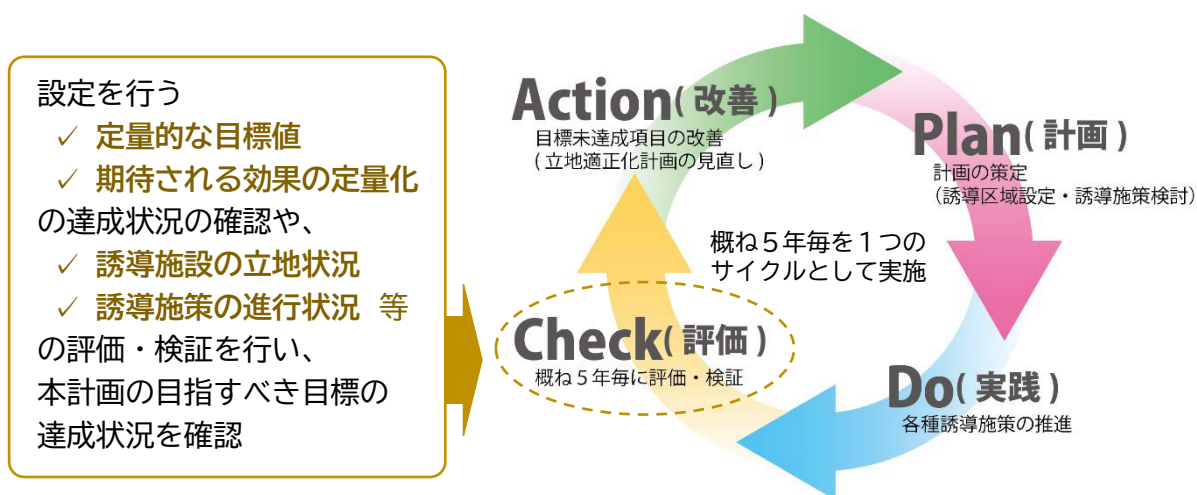 設定を行う
✓ 定量的な目標値
✓ 期待される効果の定量化
の達成状況の確認や、
✓ 誘導施設の立地状況
✓ 誘導施策の進行状況 等
の評価・検証を行い、
本計画の目指すべき目標の
達成状況を確認
Action(改善)
目標未達成項目の改善
(立地適正化計画の見直し)
Plan(計画)
計画の策定
(誘導区域設定・誘導施策検討)
概ね５年毎を１つの
サイクルとして実施
Check(評価)
概ね５年毎に評価・検証
Do(実践)
各種誘導施策の推進